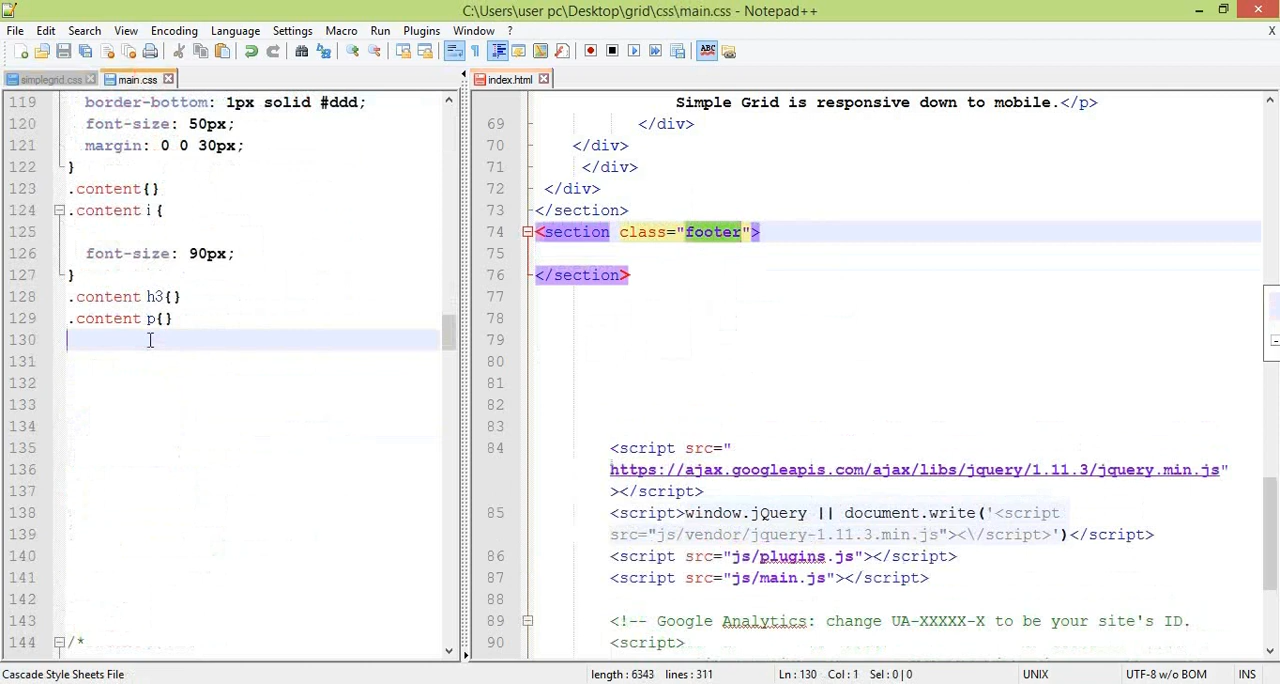 C:\Users\user pc\Desktop\grid\css\main.css - Notepad++
File Edit Search View Encoding Language Settings Macro Run Plugins Window ? X
simplegrid.css main.css index.html
119 border-bottom: 1px solid #ddd;
120 font-size: 50px;
121 margin: 0 0 30px;
122 }
123 .content{}
124 .content i{
125
126 font-size: 90px;
127 }
128 .content h3{}
129 .content p{}
130
131
132
133
134
135
136
137
138
139
140
141
142
143
144 /*
Simple Grid is responsive down to mobile.</p>
69 </div>
70 </div>
71 </div>
72 </div>
73 </section>
74 <section class="footer">
75
76 </section>
77
78
79
80
81
82
83
84 <script src="
https://ajax.googleapis.com/ajax/libs/jquery/1.11.3/jquery.min.js"
></script>
85 <script>window.jQuery || document.write('<script
src="js/vendor/jquery-1.11.3.min.js"><\/script>')</script>
86 <script src="js/plugins.js"></script>
87 <script src="js/main.js"></script>
88
89 <!-- Google Analytics: change UA-XXXXX-X to be your site's ID.
90 <script>
Cascade Style Sheets File length : 6343 lines : 311 Ln : 130 Col : 1 Sel : 0 | 0 UNIX UTF-8 w/o BOM INS